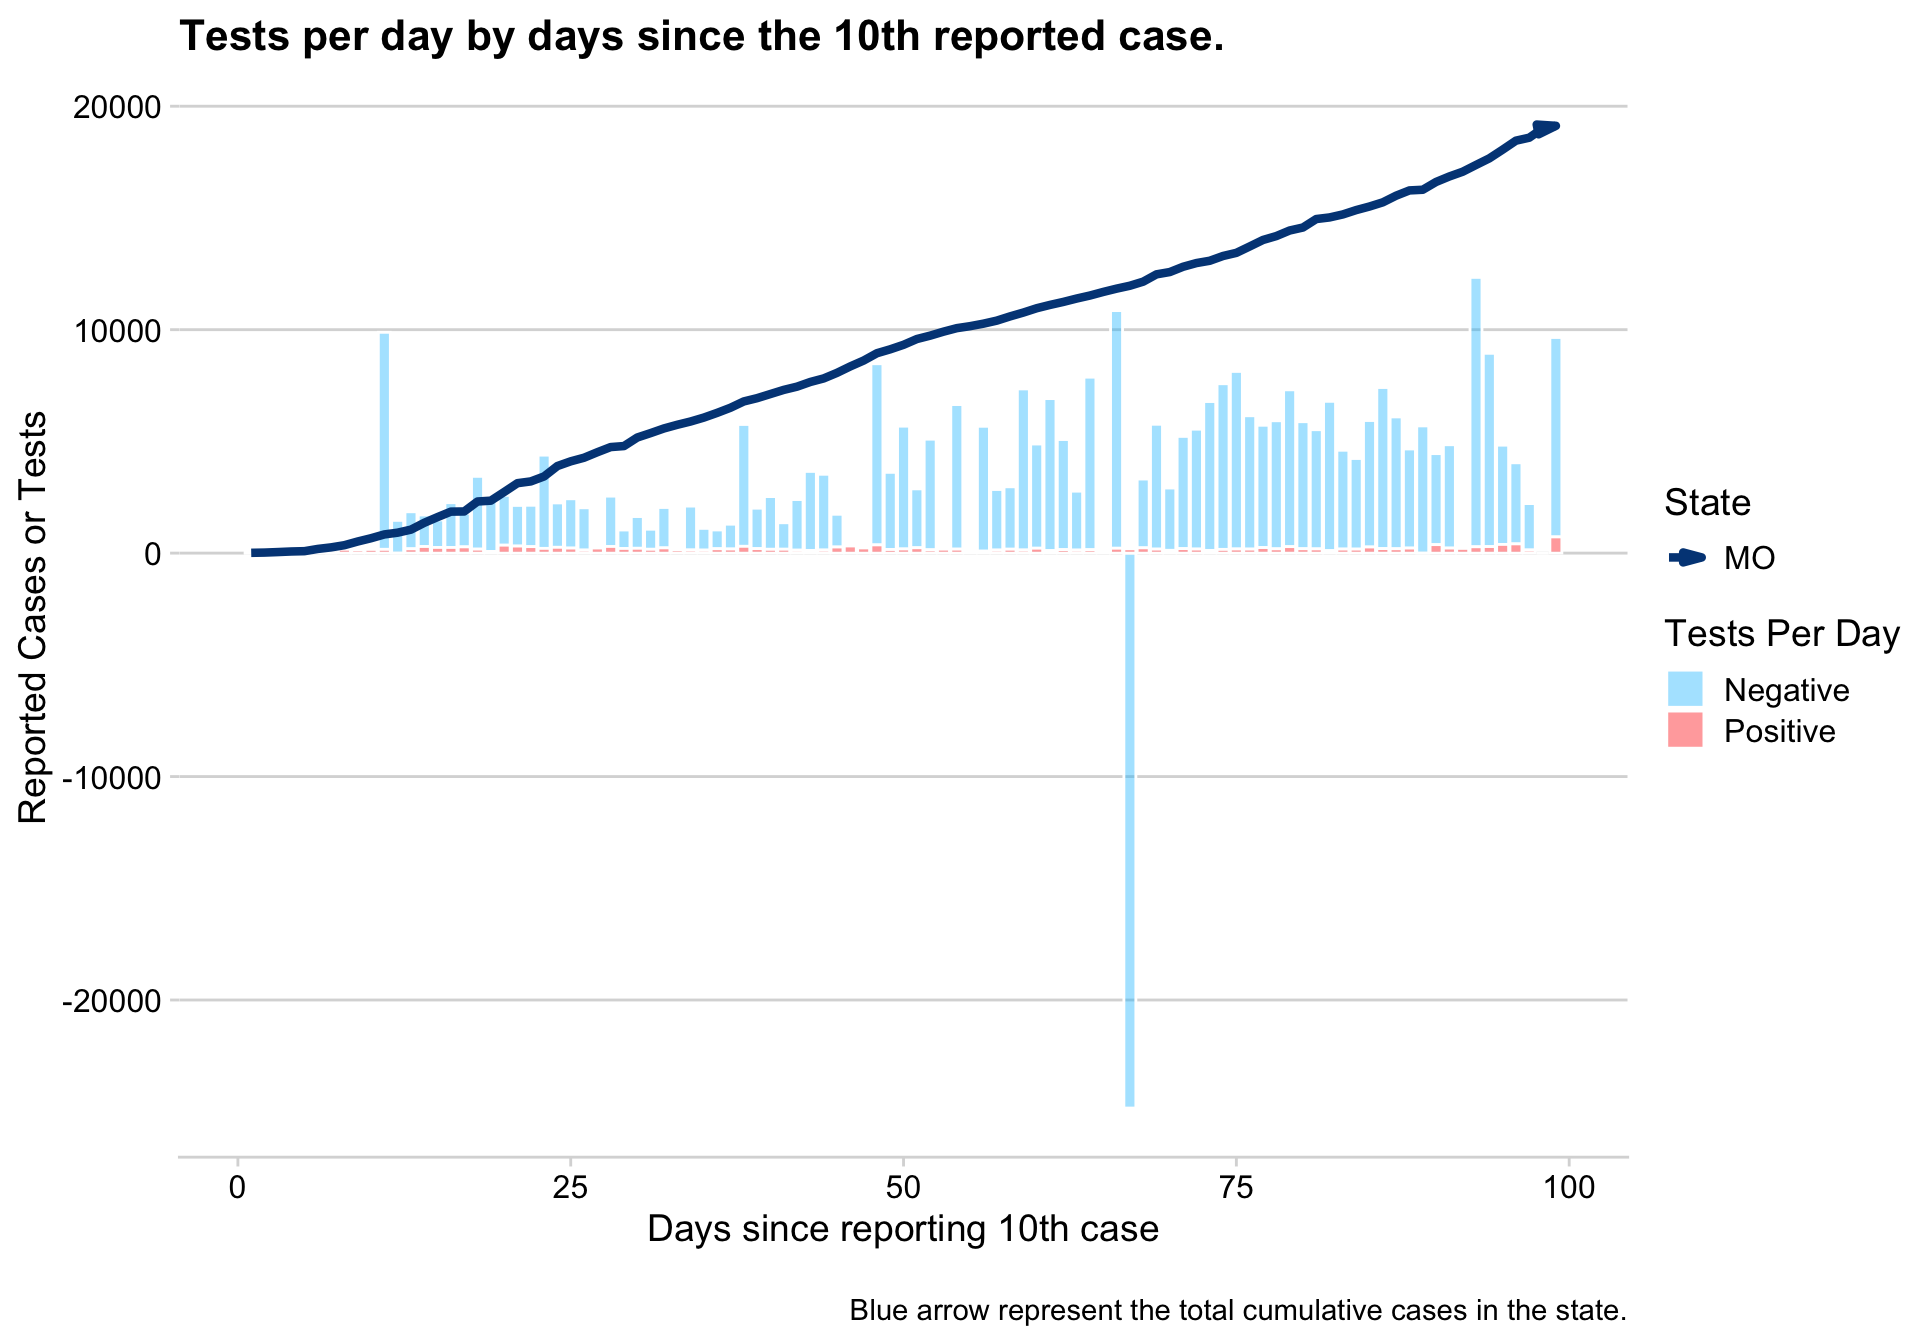 Tests per day by days since the 10th reported case.
20000
10000
0
-10000
-20000
Reported Cases or Tests
0
25
50
75
100
Days since reporting 10th case
State
MO
Tests Per Day
Negative
Positive
Blue arrow represent the total cumulative cases in the state.